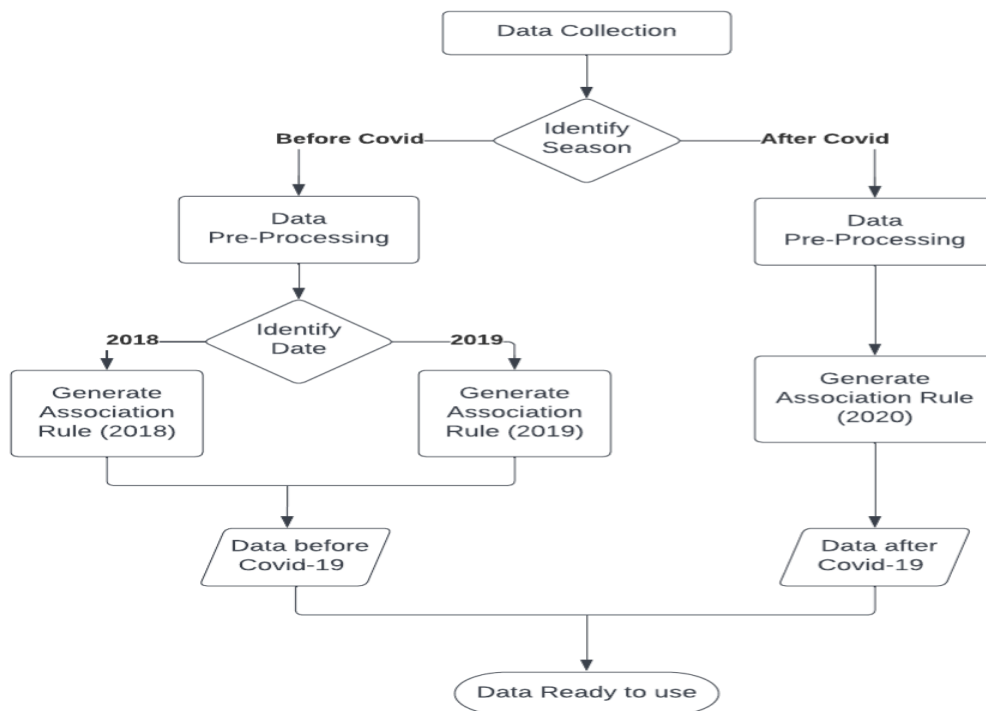 Data Collection
Identify
Season
Before Covid
After Covid
Data
Pre-Processing
Data
Pre-Processing
Identify
Date
2018
2019
Generate
Association
Rule (2018)
Generate
Association
Rule (2019)
Generate
Association Rule
(2020)
Data before
Covid-19
Data after
Covid-19
Data Ready to use